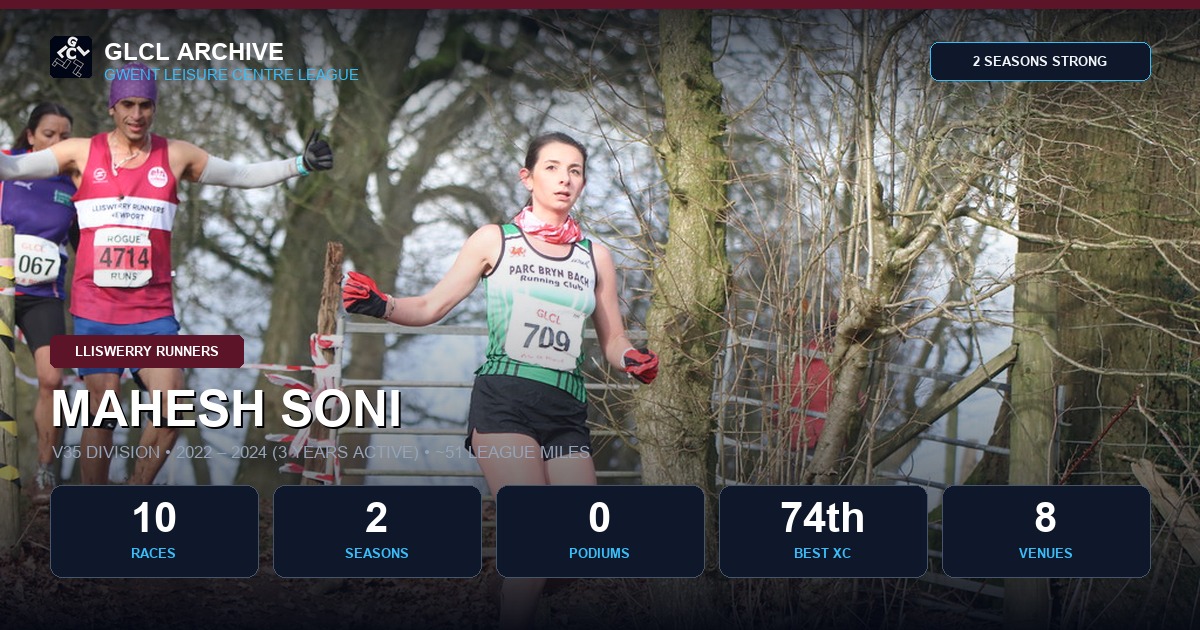 GLCL ARCHIVE
GWENT LEISURE CENTRE LEAGUE
2 SEASONS STRONG
LLISWERRY RUNNERS
NEWPORT
ROGUE
4714
RUNS
GLCL
067
PARC BRYN BACH
Running Club
GLCL
709
LLISWERRY RUNNERS
MAHESH SONI
V35 DIVISION • 2022 – 2024 (3 YEARS ACTIVE) • ~51 LEAGUE MILES
10
RACES
2
SEASONS
0
PODIUMS
74th
BEST XC
8
VENUES